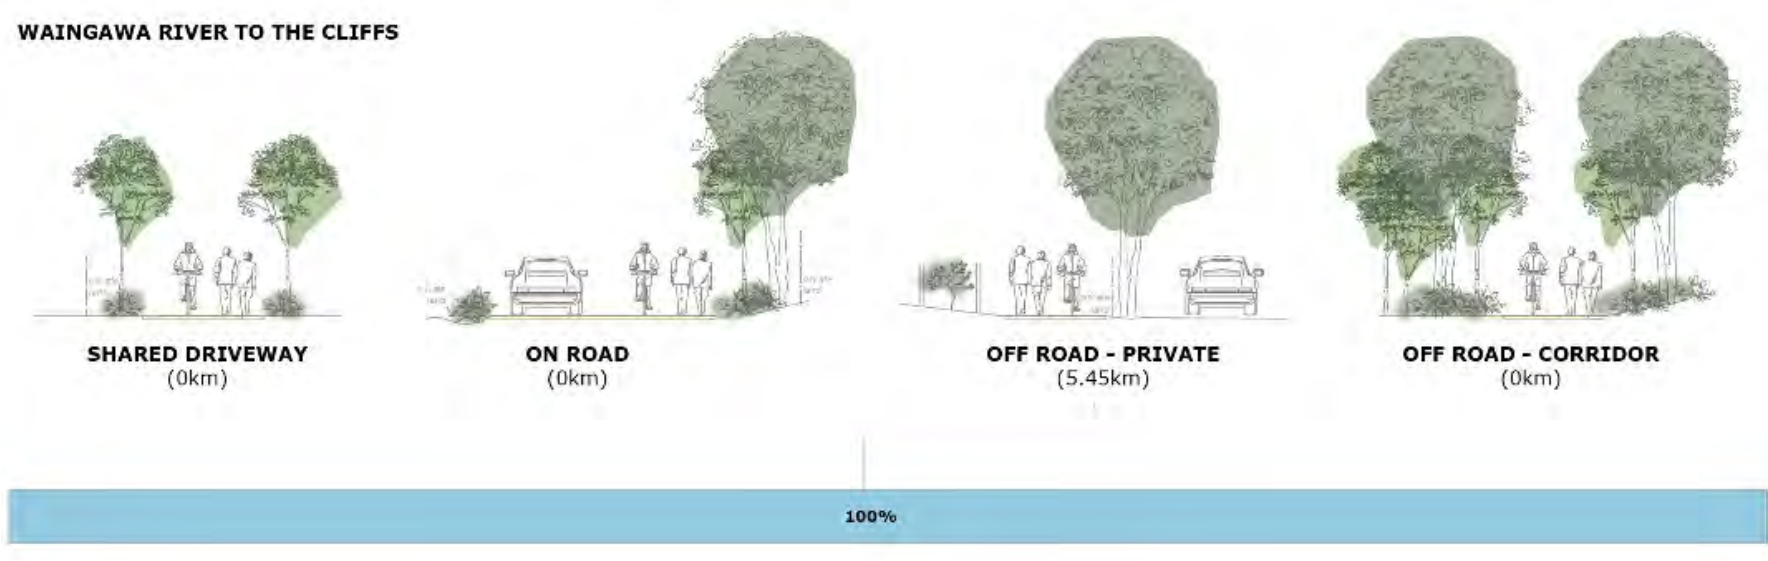 WAINGAWA RIVER TO THE CLIFFS
SHARED DRIVEWAY
(0km)
ON ROAD
(0km)
OFF ROAD - PRIVATE
(5.45km)
OFF ROAD - CORRIDOR
(0km)
100%